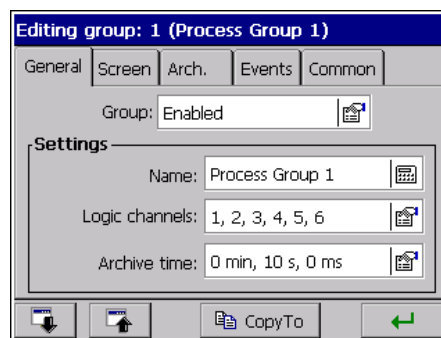 Editing group: 1 (Process Group 1)
General Screen Arch. Events Common
Group: Enabled
Settings
Name: Process Group 1
Logic channels: 1, 2, 3, 4, 5, 6
Archive time: 0 min, 10 s, 0 ms
CopyTo